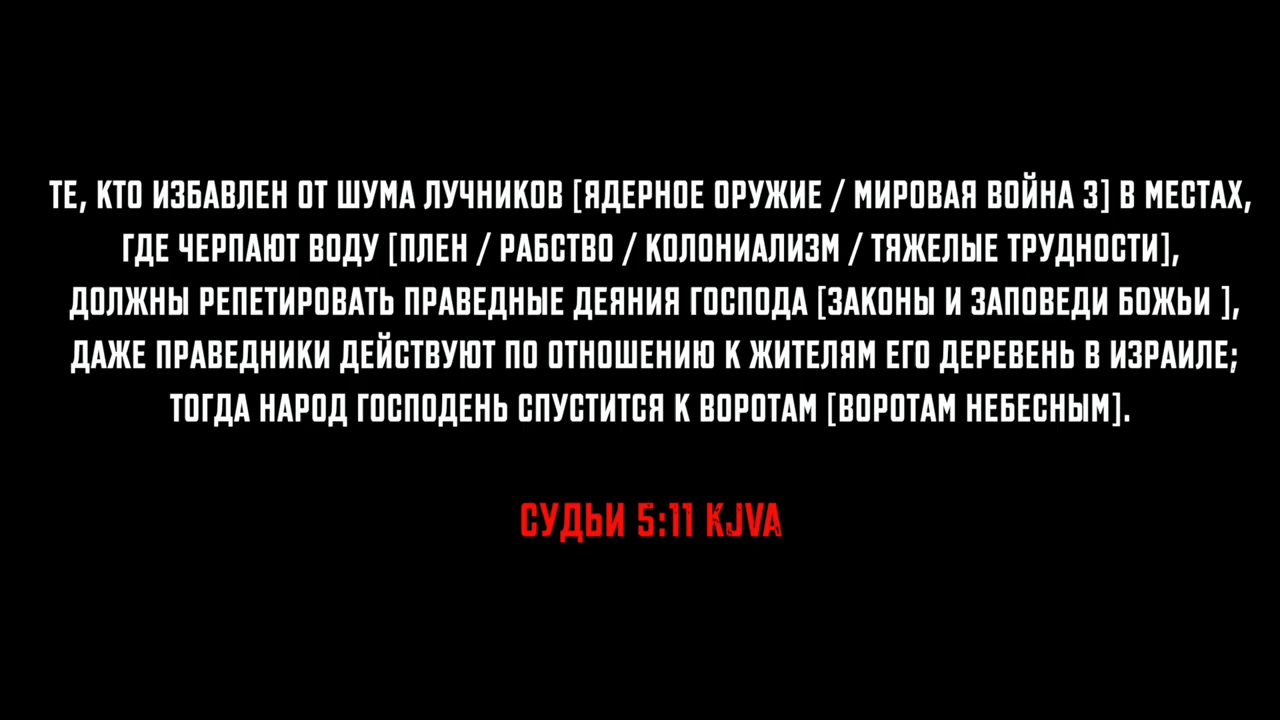 ТЕ, КТО ИЗБАВЛЕН ОТ ШУМА ЛУЧНИКОВ [ЯДЕРНОЕ ОРУЖИЕ / МИРОВАЯ ВОЙНА 3] В МЕСТАХ,
ГДЕ ЧЕРПАЮТ ВОДУ [ПЛЕН / РАБСТВО / КОЛОНИАЛИЗМ / ТЯЖЕЛЫЕ ТРУДНОСТИ],
ДОЛЖНЫ РЕПЕТИРОВАТЬ ПРАВЕДНЫЕ ДЕЯНИЯ ГОСПОДА [ЗАКОНЫ И ЗАПОВЕДИ БОЖЬИ ],
ДАЖЕ ПРАВЕДНИКИ ДЕЙСТВУЮТ ПО ОТНОШЕНИЮ К ЖИТЕЛЯМ ЕГО ДЕРЕВЕНЬ В ИЗРАИЛЕ;
ТОГДА НАРОД ГОСПОДЕНЬ СПУСТИТСЯ К ВОРОТАМ [ВОРОТАМ НЕБЕСНЫМ].
СУДЬИ 5:11 KJVA